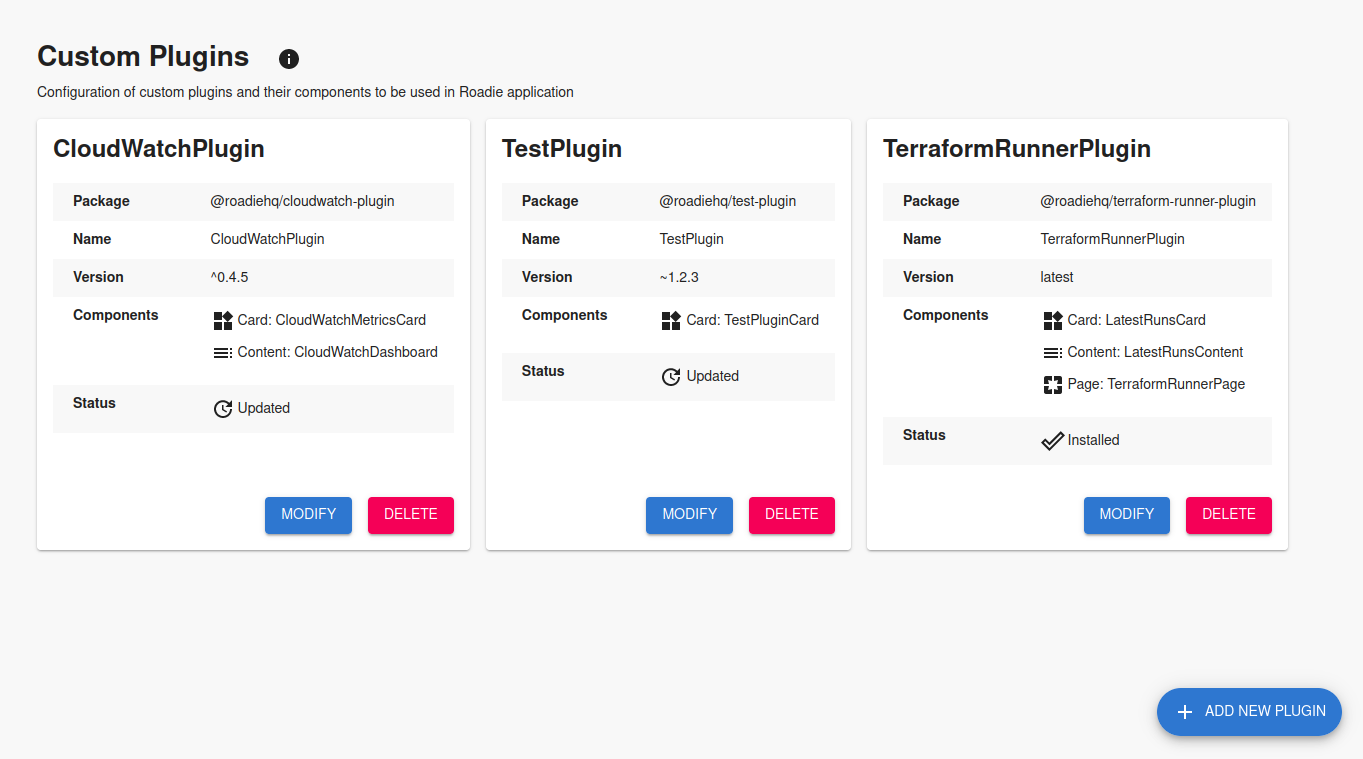 Custom Plugins
Configuration of custom plugins and their components to be used in Roadie application
CloudWatchPlugin
Package @roadiehq/cloudwatch-plugin
Name CloudWatchPlugin
Version ^0.4.5
Components Card: CloudWatchMetricsCard
Content: CloudWatchDashboard
Status Updated
MODIFY DELETE
TestPlugin
Package @roadiehq/test-plugin
Name TestPlugin
Version ~1.2.3
Components Card: TestPluginCard
Status Updated
MODIFY DELETE
TerraformRunnerPlugin
Package @roadiehq/terraform-runner-plugin
Name TerraformRunnerPlugin
Version latest
Components Card: LatestRunsCard
Content: LatestRunsContent
Page: TerraformRunnerPage
Status Installed
MODIFY DELETE
ADD NEW PLUGIN